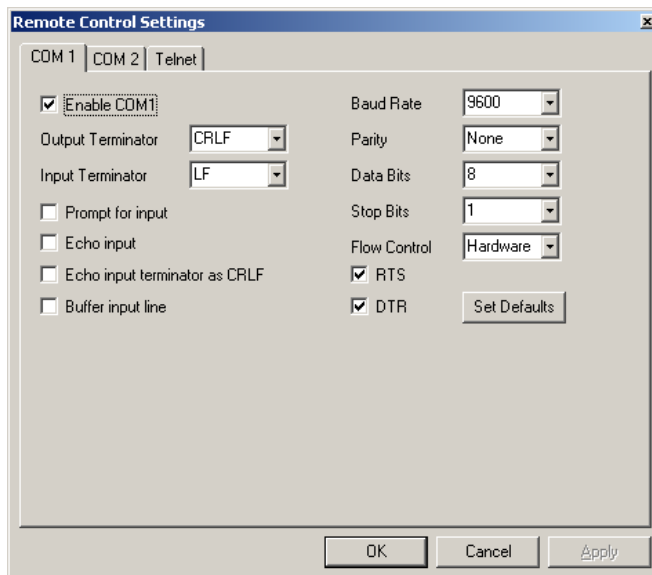 Remote Control Settings
COM 1 COM 2 Telnet
Enable COM1
Output Terminator CRLF
Input Terminator LF
Prompt for input
Echo input
Echo input terminator as CRLF
Buffer input line
Baud Rate 9600
Parity None
Data Bits 8
Stop Bits 1
Flow Control Hardware
RTS
DTR Set Defaults
OK Cancel Apply